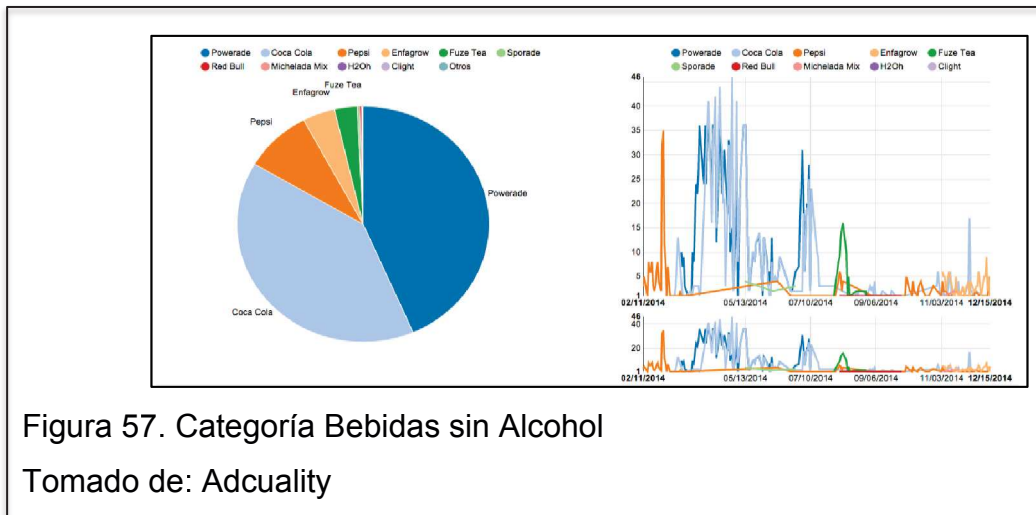 Powerade Coca Cola Pepsi Enfagrow Fuze Tea Sporade
Red Bull Michelada Mix H2Oh Clight Otros
Fuze Tea
Enfagrow
Pepsi
Powerade
Coca Cola
Powerade Coca Cola Pepsi Enfagrow Fuze Tea
Sporade Red Bull Michelada Mix H2Oh Clight
46
40
35
30
25
20
15
10
5
1
02/11/2014 05/13/2014 07/10/2014 09/06/2014 11/03/2014 12/15/2014
46
40
20
1
02/11/2014 05/13/2014 07/10/2014 09/06/2014 11/03/2014 12/15/2014
Figura 57. Categoría Bebidas sin Alcohol
Tomado de: Adcuality